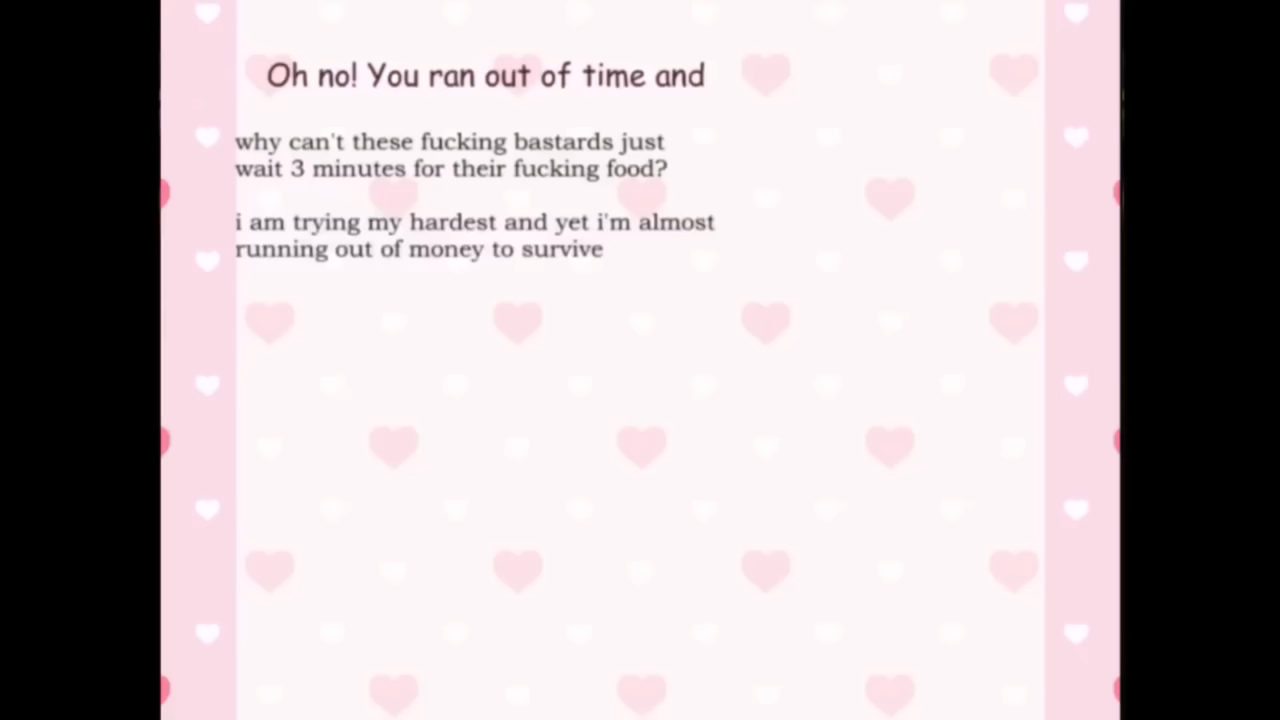 Oh no! You ran out of time and
why can't these fucking bastards just
wait 3 minutes for their fucking food?
i am trying my hardest and yet i'm almost
running out of money to survive